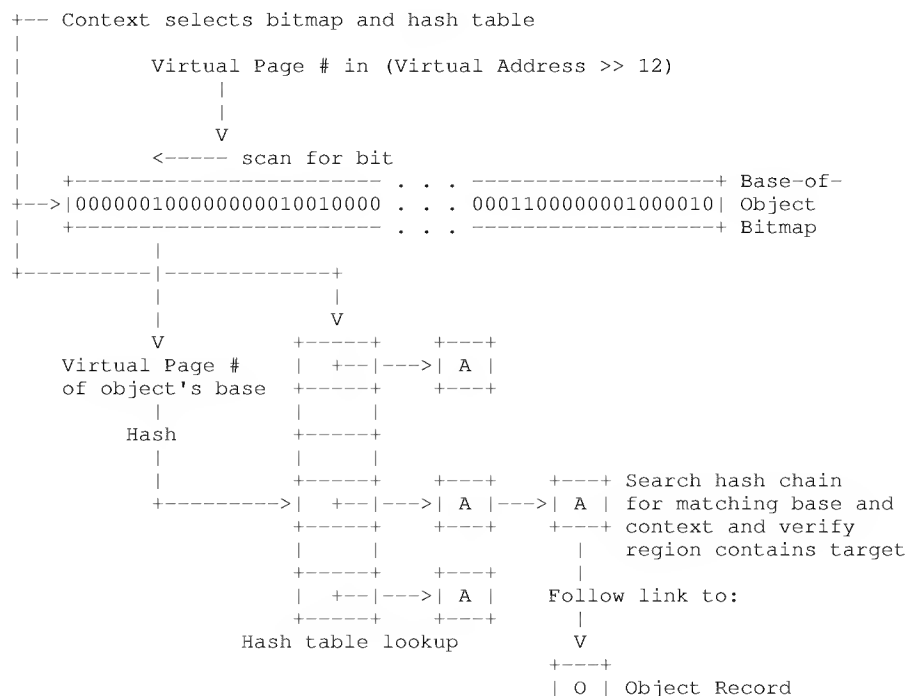 +-- Context selects bitmap and hash table
|
|          Virtual Page # in (Virtual Address >> 12)
|                |
|                |
|                V
|          <----- scan for bit
|   +----------------------- . . . ------------------+ Base-of-
+-->|00000010000000001001​0000 . . . 0001100000001000010| Object
|   +----------------------- . . . ------------------+ Bitmap
|          |
+----------|-------------+
           |             |
           |             V
           V          +-----+    +---+
   Virtual Page #     |  +--|--->| A |
   of object's base   +-----+    +---+
           |          |     |
         Hash         +-----+
           |          |     |
           |          +-----+    +---+    +---+ Search hash chain
           +--------->|  +--|--->| A |--->| A | for matching base and
                      +-----+    +---+    +---+ context and verify
                      |     |               |   region contains target
                      +-----+    +---+      |
                      |  +--|--->| A |    Follow link to:
                      +-----+    +---+      |
                  Hash table lookup         V
                                          +---+
                                          | O | Object Record